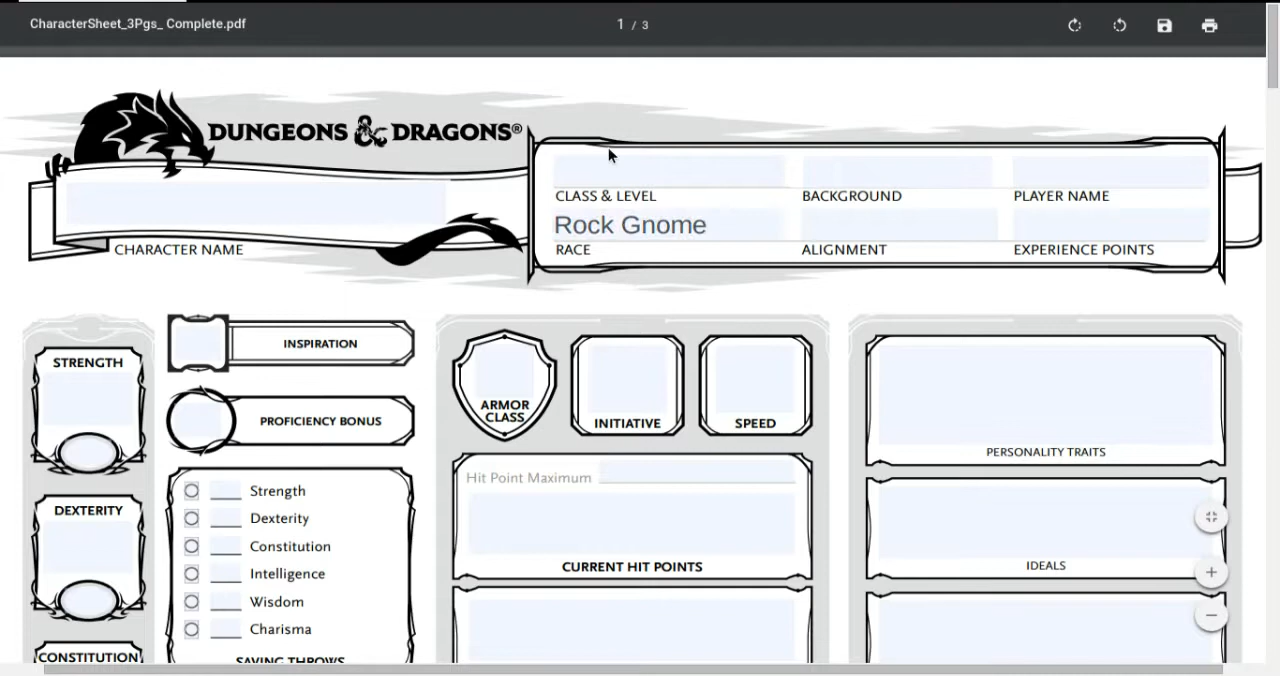 CharacterSheet_3Pgs_ Complete.pdf
1 / 3
DUNGEONS & DRAGONS®
CLASS & LEVEL
BACKGROUND
PLAYER NAME
Rock Gnome
CHARACTER NAME
RACE
ALIGNMENT
EXPERIENCE POINTS
STRENGTH
INSPIRATION
ARMOR
CLASS
INITIATIVE
SPEED
PROFICIENCY BONUS
PERSONALITY TRAITS
Hit Point Maximum
Strength
DEXTERITY
Dexterity
Constitution
CURRENT HIT POINTS
IDEALS
Intelligence
Wisdom
Charisma
CONSTITUTION
SAVING THROWS